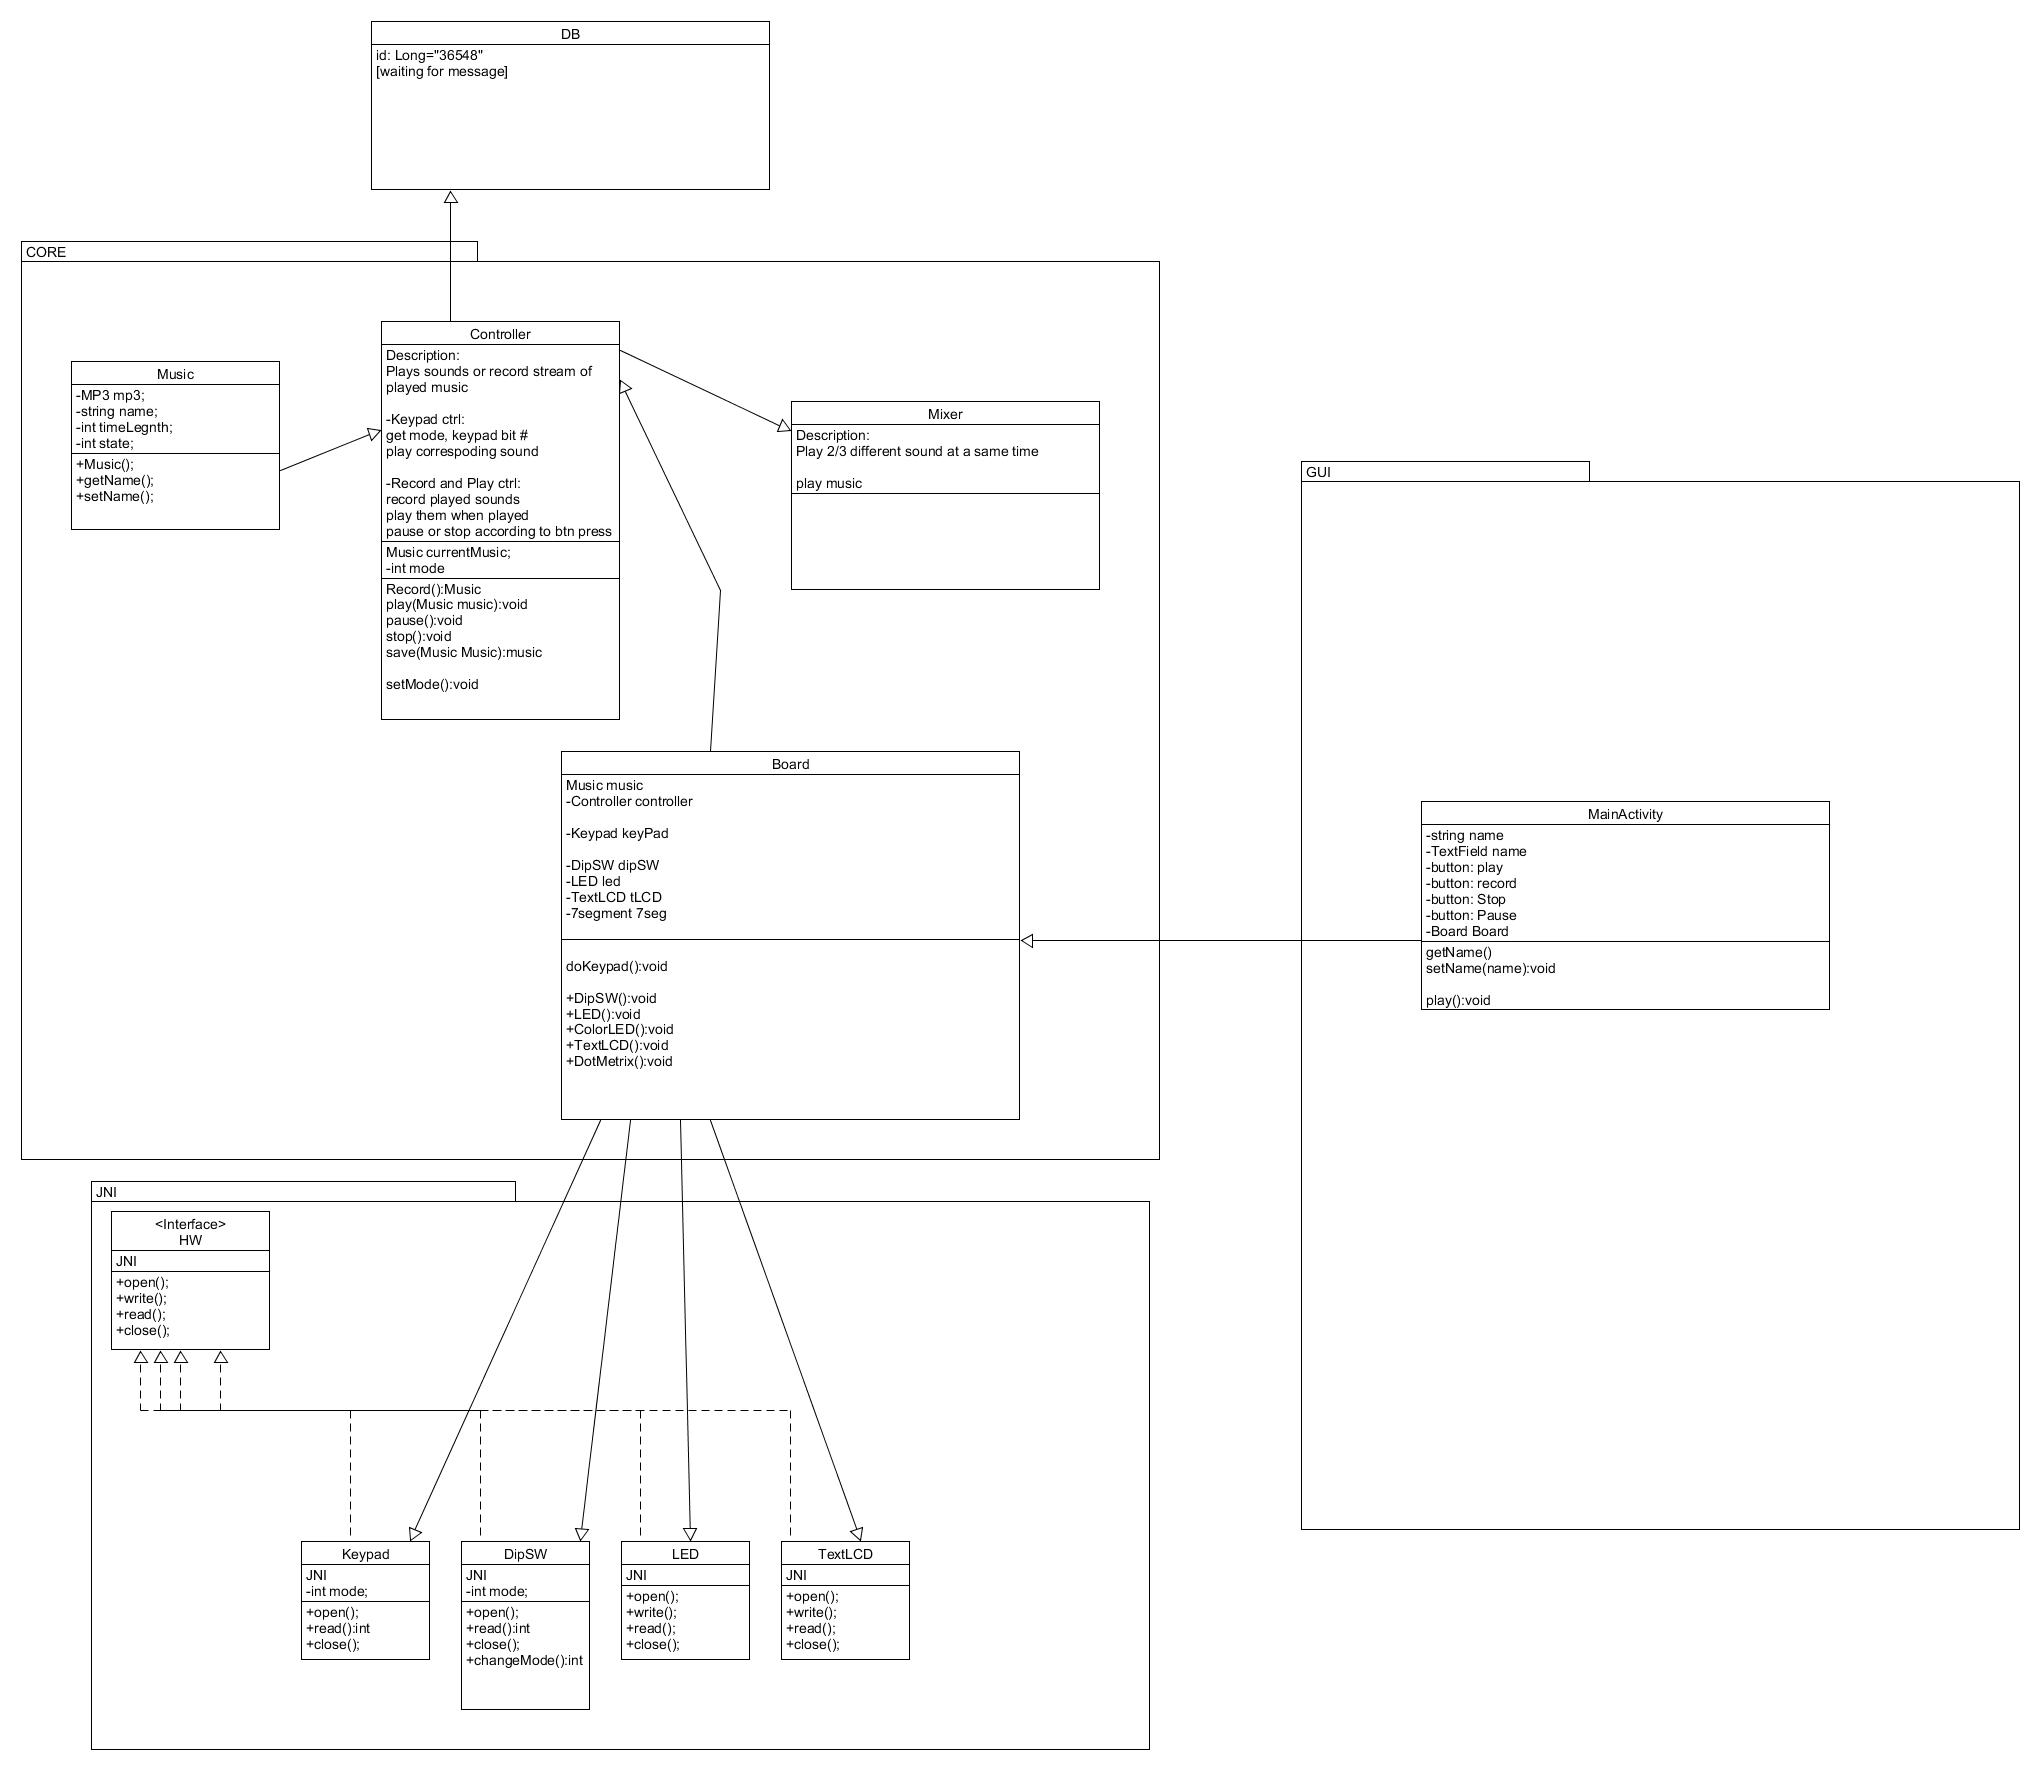 DB
id: Long="36548"
[waiting for message]
CORE
Controller
Description:
Plays sounds or record stream of
played music
-Keypad ctrl:
get mode, keypad bit #
play correspoding sound
-Record and Play ctrl:
record played sounds
play them when played
pause or stop according to btn press
Music currentMusic;
-int mode
Record():Music
play(Music music):void
pause():void
stop():void
save(Music Music):music
setMode():void
Music
-MP3 mp3;
-string name;
-int timeLegnth;
-int state;
+Music();
+getName();
+setName();
Mixer
Description:
Play 2/3 different sound at a same time
play music
Board
Music music
-Controller controller
-Keypad keyPad
-DipSW dipSW
-LED led
-TextLCD tLCD
-7segment 7seg
doKeypad():void
+DipSW():void
+LED():void
+ColorLED():void
+TextLCD():void
+DotMetrix():void
GUI
MainActivity
-string name
-TextField name
-button: play
-button: record
-button: Stop
-button: Pause
-Board Board
getName()
setName(name):void
play():void
JNI
<Interface>
HW
JNI
+open();
+write();
+read();
+close();
Keypad
JNI
-int mode;
+open();
+read():int
+close();
DipSW
JNI
-int mode;
+open();
+read():int
+close();
+changeMode():int
LED
JNI
+open();
+write();
+read();
+close();
TextLCD
JNI
+open();
+write();
+read();
+close();